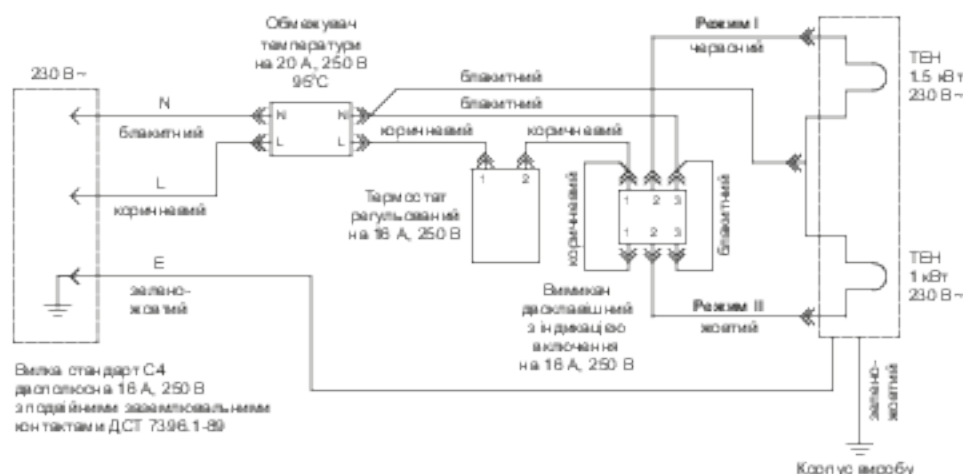 230 В~
N
блакитний
L
коричневий
E
зелено-
жовтий
Вилка стандарт С4
двополюсна 16 А, 250 В
з подвійними заземлювальними
контактами ДСТ 7396.1-89
Обмежувач
температури
на 20 А, 250 В
95°С
N N
L L
блакитний
блакитний
коричневий
коричневий
1 2
Термостат
регульований
на 16 А, 250 В
Режим I
червоний
коричневий
1 2 3
1 2 3
блакитний
Вимикач
двоклавішний
з індикацією
включення
на 16 А, 250 В
Режим II
жовтий
ТЕН
1.5 кВт
230 В~
ТЕН
1 кВт
230 В~
зелено-
жовтий
Корпус виробу